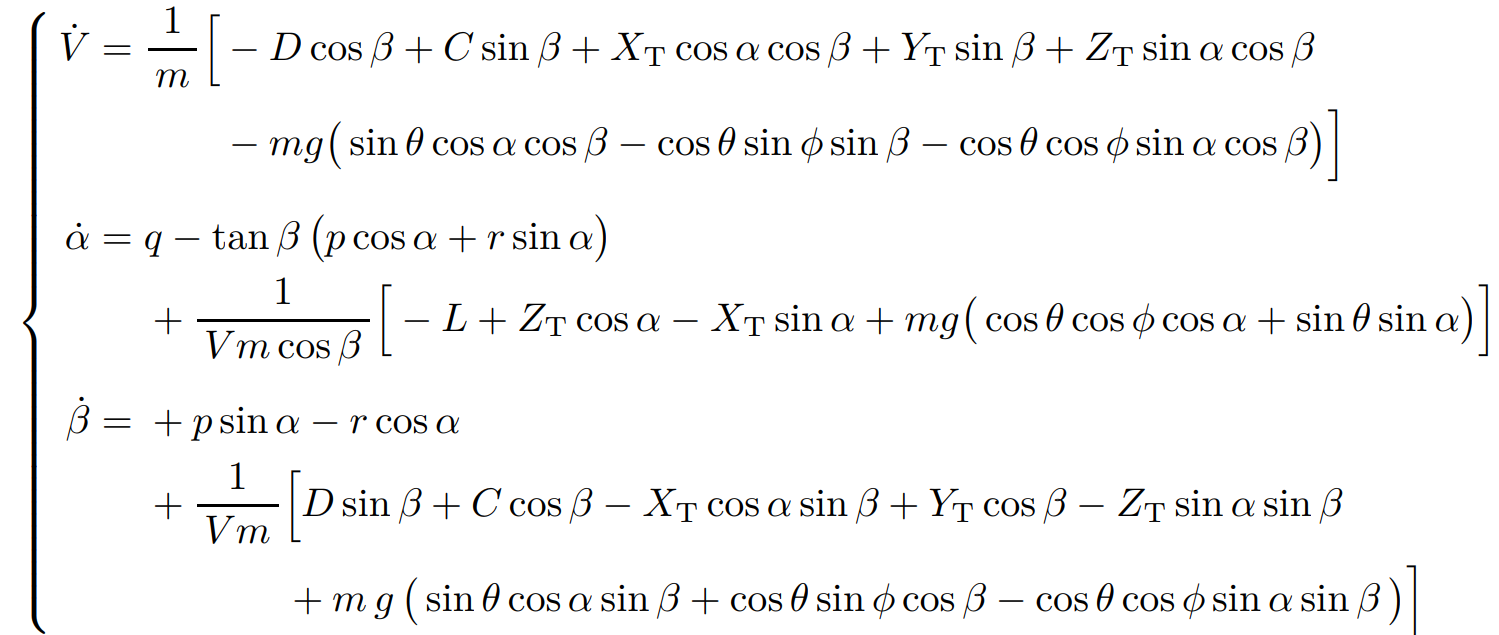 V̇ = 1/m [ − D cos β + C sin β + X_T cos α cos β + Y_T sin β + Z_T sin α cos β
− mg( sin θ cos α cos β − cos θ sin ϕ sin β − cos θ cos ϕ sin α cos β) ]
α̇ = q − tan β (p cos α + r sin α)
+ 1/(V m cos β) [ − L + Z_T cos α − X_T sin α + mg( cos θ cos ϕ cos α + sin θ sin α) ]
β̇ = + p sin α − r cos α
+ 1/(V m) [ D sin β + C cos β − X_T cos α sin β + Y_T cos β − Z_T sin α sin β
+ m g ( sin θ cos α sin β + cos θ sin ϕ cos β − cos θ cos ϕ sin α sin β ) ]